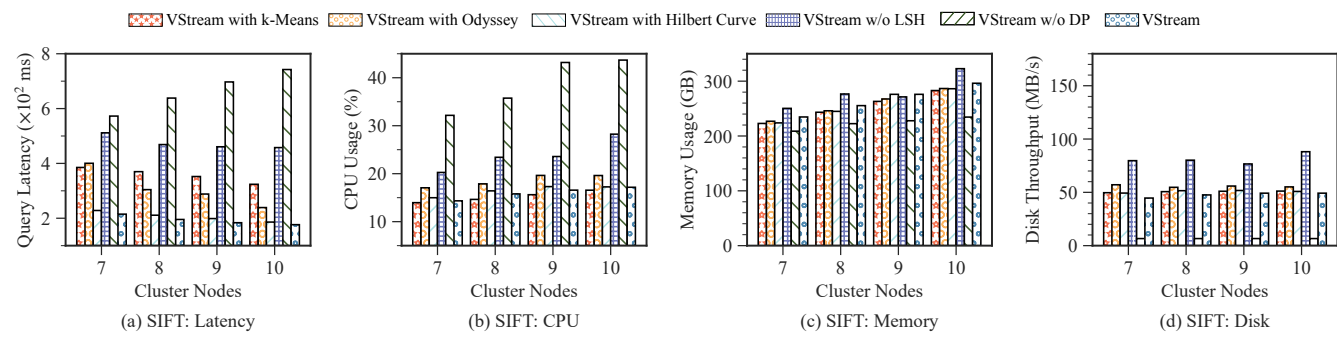 VStream with k-Means VStream with Odyssey VStream with Hilbert Curve VStream w/o LSH VStream w/o DP VStream
Query Latency (×10² ms)
8
6
4
2
7 8 9 10
Cluster Nodes
(a) SIFT: Latency
CPU Usage (%)
40
30
20
10
7 8 9 10
Cluster Nodes
(b) SIFT: CPU
Memory Usage (GB)
300
200
100
0
7 8 9 10
Cluster Nodes
(c) SIFT: Memory
Disk Throughput (MB/s)
150
100
50
0
7 8 9 10
Cluster Nodes
(d) SIFT: Disk